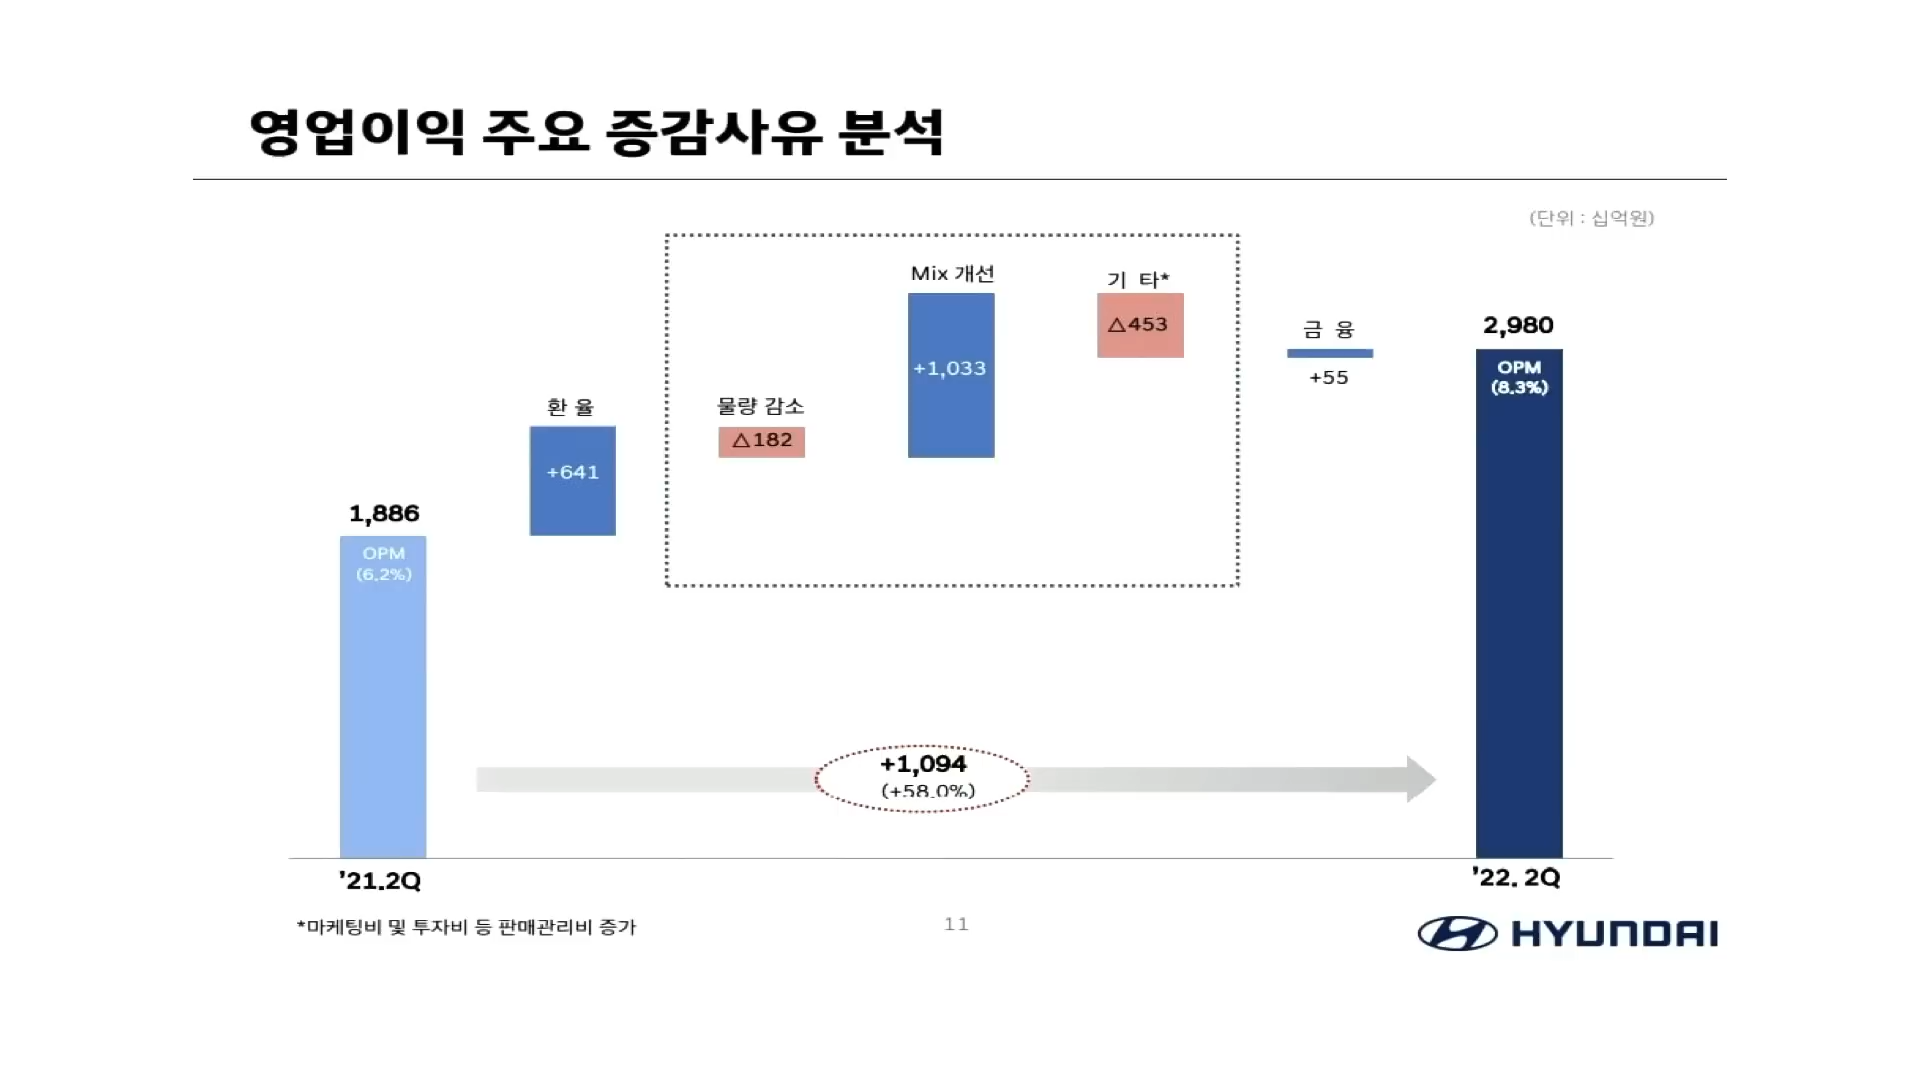 영업이익 주요 증감사유 분석
(단위 : 십억원)
1,886
OPM
(6.2%)
환 율
+641
물량 감소
△182
Mix 개선
+1,033
기 타*
△453
금 융
+55
2,980
OPM
(8.3%)
+1,094
(+58.0%)
'21.2Q
'22. 2Q
*마케팅비 및 투자비 등 판매관리비 증가
11
HYUNDAI